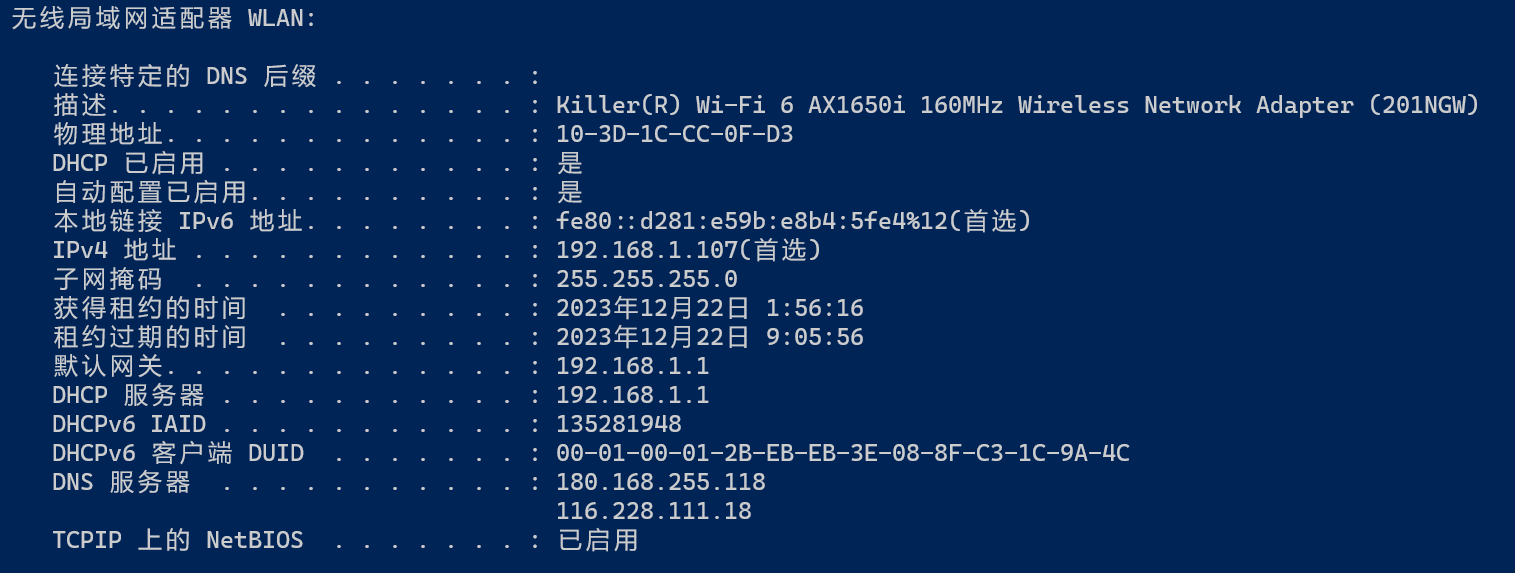 无线局域网适配器 WLAN:
连接特定的 DNS 后缀 . . . . . . . :
描述. . . . . . . . . . . . . . . : Killer(R) Wi-Fi 6 AX1650i 160MHz Wireless Network Adapter (201NGW)
物理地址. . . . . . . . . . . . . : 10-3D-1C-CC-0F-D3
DHCP 已启用 . . . . . . . . . . . : 是
自动配置已启用. . . . . . . . . . : 是
本地链接 IPv6 地址. . . . . . . . : fe80::d281:e59b:e8b4:5fe4%12(首选)
IPv4 地址 . . . . . . . . . . . . : 192.168.1.107(首选)
子网掩码  . . . . . . . . . . . . : 255.255.255.0
获得租约的时间  . . . . . . . . . : 2023年12月22日 1:56:16
租约过期的时间  . . . . . . . . . : 2023年12月22日 9:05:56
默认网关. . . . . . . . . . . . . : 192.168.1.1
DHCP 服务器 . . . . . . . . . . . : 192.168.1.1
DHCPv6 IAID . . . . . . . . . . . : 135281948
DHCPv6 客户端 DUID  . . . . . . . : 00-01-00-01-2B-EB-EB-3E-08-8F-C3-1C-9A-4C
DNS 服务器  . . . . . . . . . . . : 180.168.255.118
116.228.111.18
TCPIP 上的 NetBIOS  . . . . . . . : 已启用